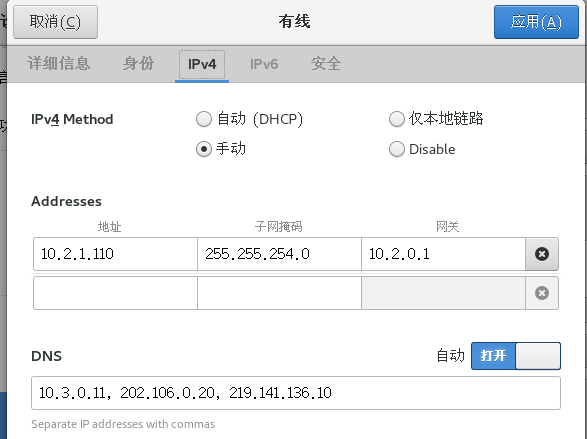 取消(C) 有线 应用(A)
详细信息 身份 IPv4 IPv6 安全
IPv4 Method 自动 (DHCP) 仅本地链路
手动 Disable
Addresses
地址 子网掩码 网关
10.2.1.110 255.255.254.0 10.2.0.1
DNS 自动 打开
10.3.0.11, 202.106.0.20, 219.141.136.10
Separate IP addresses with commas